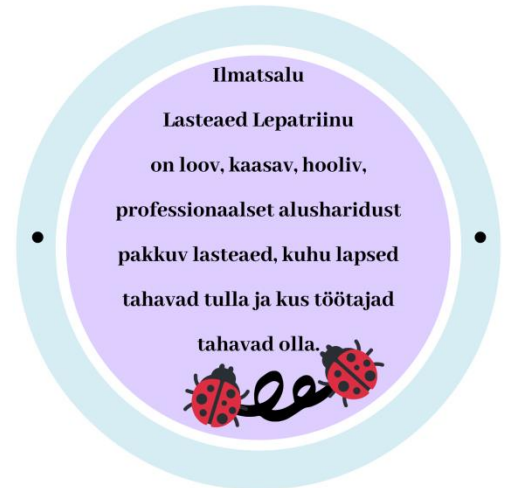 Ilmatsalu
Lasteaed Lepatriinu
on loov, kaasav, hooliv,
professionaalset alusharidust
pakkuv lasteaed, kuhu lapsed
tahavad tulla ja kus töötajad
tahavad olla.